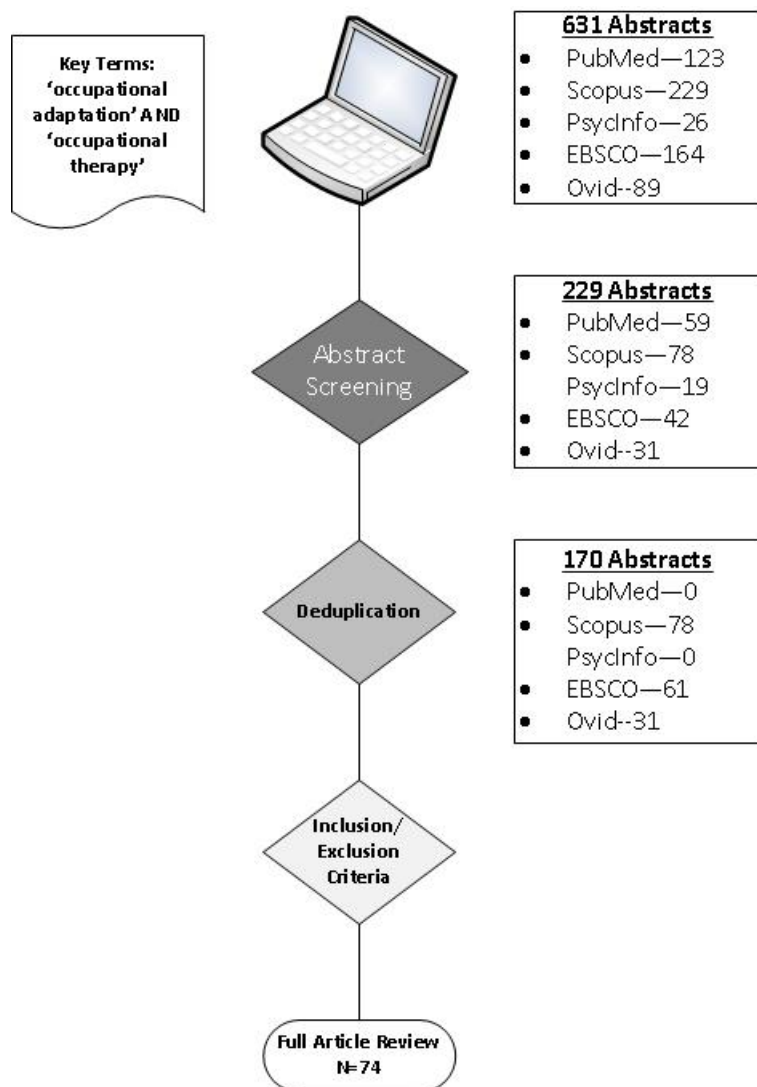 Key Terms:
‘occupational
adaptation’ AND
‘occupational
therapy’
631 Abstracts
• PubMed—123
• Scopus—229
• PsycInfo—26
• EBSCO—164
• Ovid--89
Abstract
Screening
229 Abstracts
• PubMed—59
• Scopus—78
PsycInfo—19
• EBSCO—42
• Ovid--31
Deduplication
170 Abstracts
• PubMed—0
• Scopus—78
PsycInfo—0
• EBSCO—61
• Ovid--31
Inclusion/
Exclusion
Criteria
Full Article Review
N=74